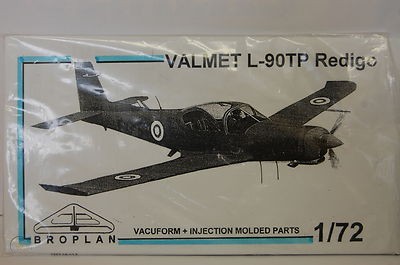 VALMET L-90TP Redigo
BROPLAN
VACUFORM + INJECTION MOLDED PARTS
1/72